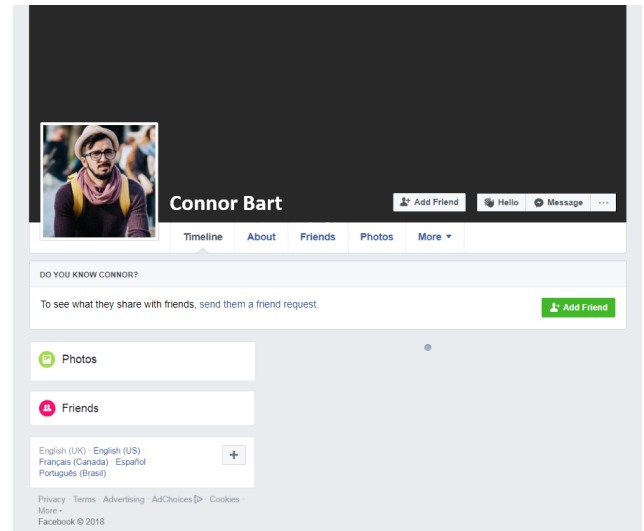 Connor Bart
Add Friend
Hello
Message
Timeline
About
Friends
Photos
More
DO YOU KNOW CONNOR?
To see what they share with friends, send them a friend request.
Add Friend
Photos
Friends
English (UK) · English (US) ·
Français (Canada) · Español ·
Português (Brasil)
Privacy · Terms · Advertising · AdChoices · Cookies ·
More
Facebook © 2018